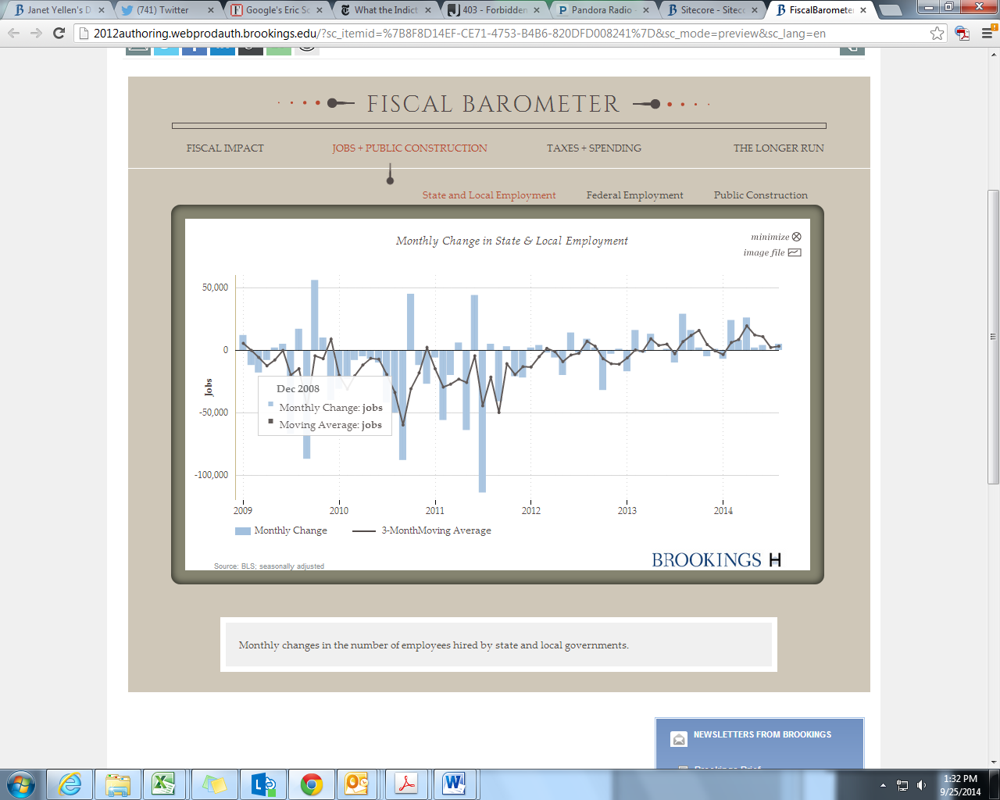 Janet Yellen's D
(741) Twitter
Google's Eric Sc
What the Indict
403 - Forbidden
Pandora Radio
Sitecore - Sitec
FiscalBaromete
2012authoring.webprodauth.brookings.edu/?sc_itemid=%7B8F8D14EF-CE71-4753-B4B6-820DFD008241%7D&sc_mode=preview&sc_lang=en
FISCAL BAROMETER
FISCAL IMPACT
JOBS + PUBLIC CONSTRUCTION
TAXES + SPENDING
THE LONGER RUN
State and Local Employment
Federal Employment
Public Construction
Monthly Change in State & Local Employment
minimize
image file
50,000
0
-50,000
-100,000
Jobs
Dec 2008
Monthly Change: jobs
Moving Average: jobs
2009
2010
2011
2012
2013
2014
Monthly Change
3-MonthMoving Average
Source: BLS; seasonally adjusted
BROOKINGS H
Monthly changes in the number of employees hired by state and local governments.
NEWSLETTERS FROM BROOKINGS
Brookings Brief
1:32 PM
9/25/2014